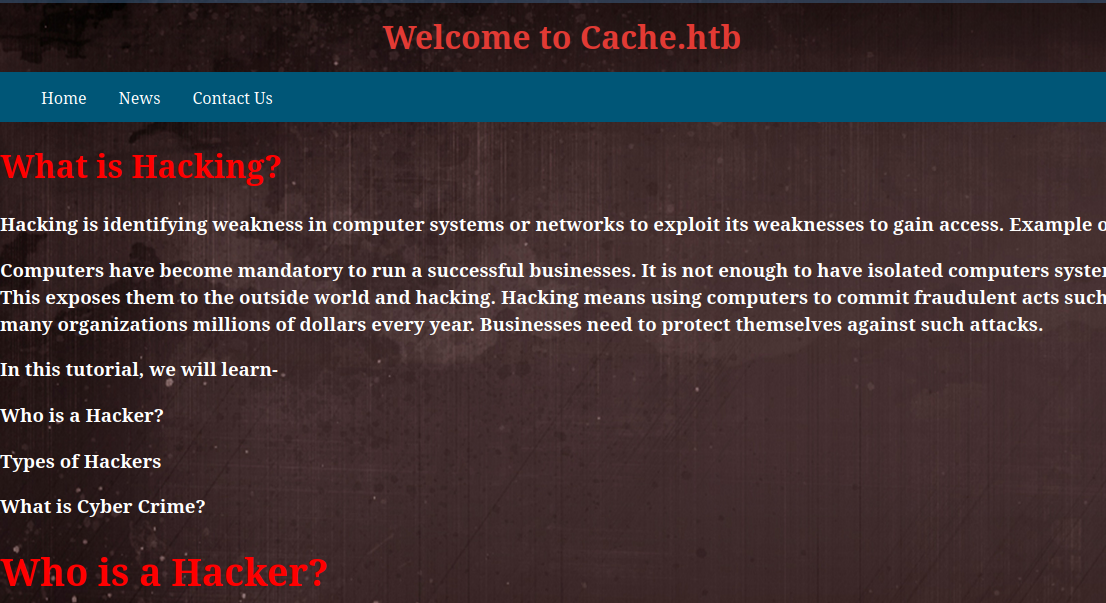 Welcome to Cache.htb
Home News Contact Us
What is Hacking?
Hacking is identifying weakness in computer systems or networks to exploit its weaknesses to gain access. Example
Computers have become mandatory to run a successful businesses. It is not enough to have isolated computers
This exposes them to the outside world and hacking. Hacking means using computers to commit fraudulent acts such
many organizations millions of dollars every year. Businesses need to protect themselves against such attacks.
In this tutorial, we will learn-
Who is a Hacker?
Types of Hackers
What is Cyber Crime?
Who is a Hacker?